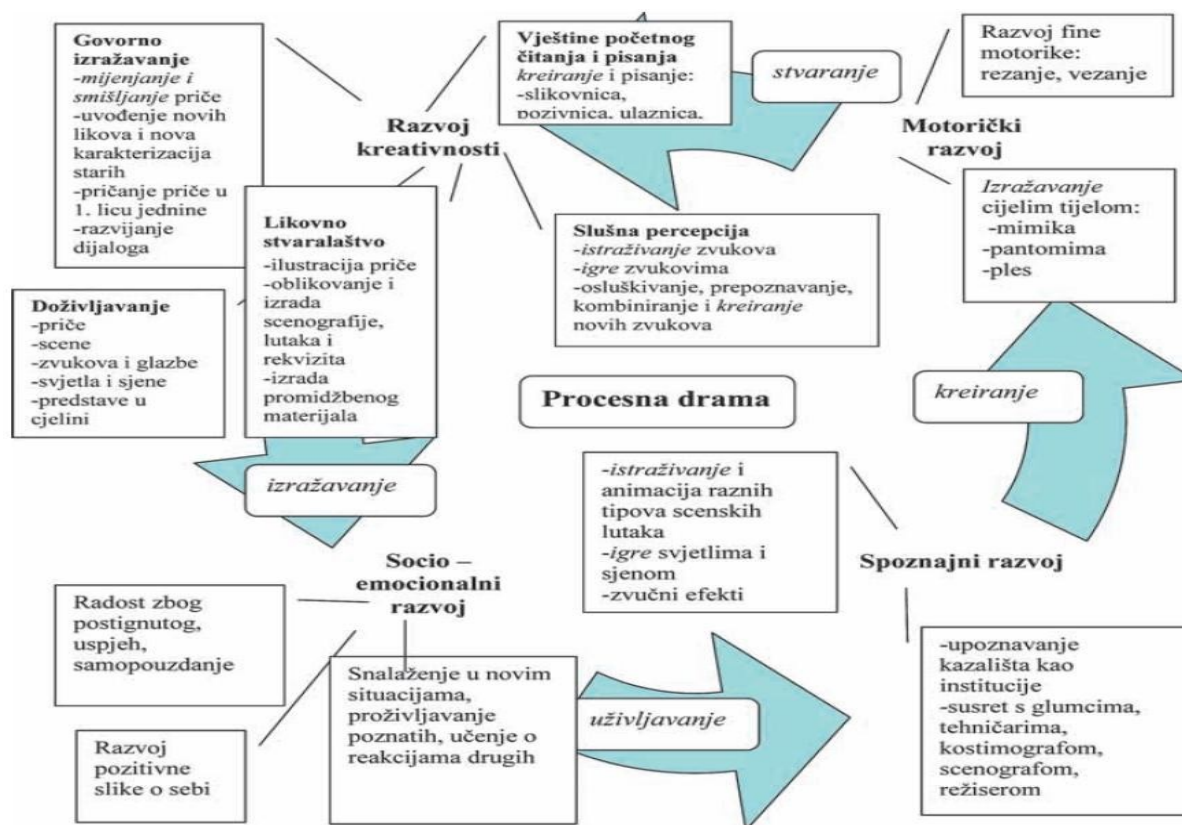 Govorno
izražavanje
-mijenjanje i
smišljanje priče
-uvođenje novih
likova i nova
karakterizacija
starih
-pričanje priče u
1. licu jednine
-razvijanje
dijaloga
Razvoj
kreativnosti
Vještine početnog
čitanja i pisanja
kreiranje i pisanje:
-slikovnica,
pozivnica, ulaznica,
stvaranje
Razvoj fine
motorike:
rezanje, vezanje
Motorički
razvoj
Izražavanje
cijelim tijelom:
-mimika
-pantomima
-ples
Likovno
stvaralaštvo
-ilustracija priče
-oblikovanje i
izrada
scenografije,
lutaka i
rekvizita
-izrada
promidžbenog
materijala
Slušna percepcija
-istraživanje zvukova
-igre zvukovima
-osluškivanje, prepoznavanje,
kombiniranje i kreiranje
novih zvukova
Doživljavanje
-priče
-scene
-zvukova i glazbe
-svjetla i sjene
-predstave u
cjelini
Procesna drama
kreiranje
izražavanje
-istraživanje i
animacija raznih
tipova scenskih
lutaka
-igre svjetlima i
sjenom
-zvučni efekti
Spoznajni razvoj
Socio –
emocionalni
razvoj
Radost zbog
postignutog,
uspjeh,
samopouzdanje
Snalaženje u novim
situacijama,
proživljavanje
poznatih, učenje o
reakcijama drugih
uživljavanje
-upoznavanje
kazališta kao
institucije
-susret s glumcima,
tehničarima,
kostimografom,
scenografom,
režiserom
Razvoj
pozitivne
slike o sebi